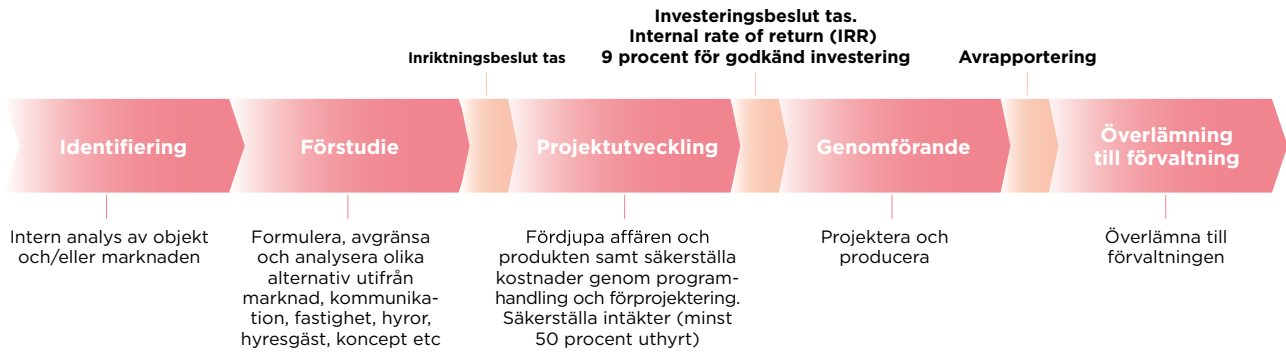 Inriktningsbeslut tas
Investeringsbeslut tas.
Internal rate of return (IRR)
9 procent för godkänd investering
Avrapportering
Identifiering
Förstudie
Projektutveckling
Genomförande
Överlämning
till förvaltning
Intern analys av objekt
och/eller marknaden
Formulera, avgränsa
och analysera olika
alternativ utifrån
marknad, kommunika-
tion, fastighet, hyror,
hyresgäst, koncept etc
Fördjupa affären och
produkten samt säkerställa
kostnader genom program-
handling och förprojektering.
Säkerställa intäkter (minst
50 procent uthyrt)
Projektera och
producera
Överlämna till
förvaltningen